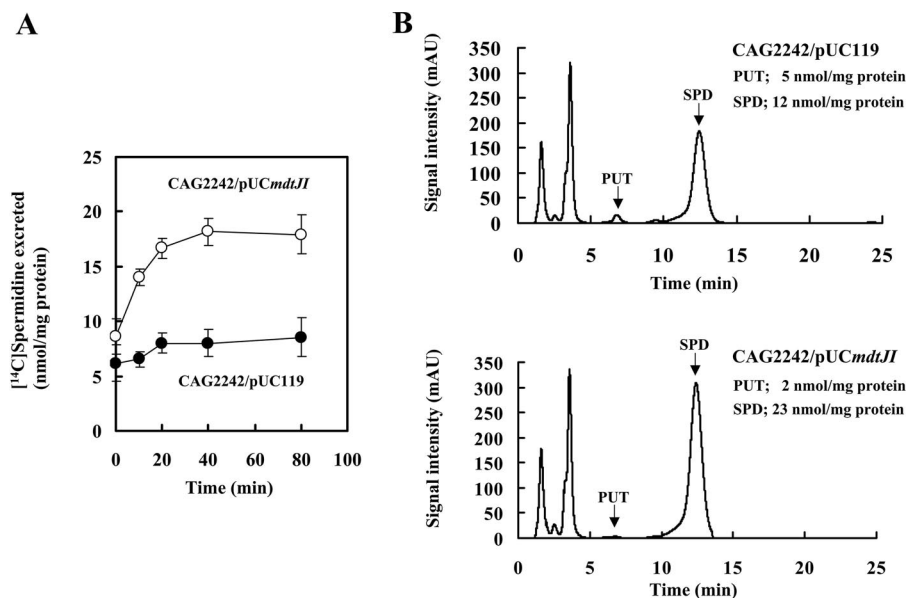 A
25
20
15
10
5
0
[¹⁴C]Spermidine excreted
(nmol/mg protein)
CAG2242/pUCmdtJI
CAG2242/pUC119
0 20 40 60 80 100
Time (min)
B
350
300
250
200
150
100
50
0
Signal intensity (mAU)
CAG2242/pUC119
PUT; 5 nmol/mg protein
SPD; 12 nmol/mg protein
SPD
PUT
0 5 10 15 20 25
Time (min)
350
300
250
200
150
100
50
0
Signal intensity (mAU)
CAG2242/pUCmdtJI
PUT; 2 nmol/mg protein
SPD; 23 nmol/mg protein
SPD
PUT
0 5 10 15 20 25
Time (min)